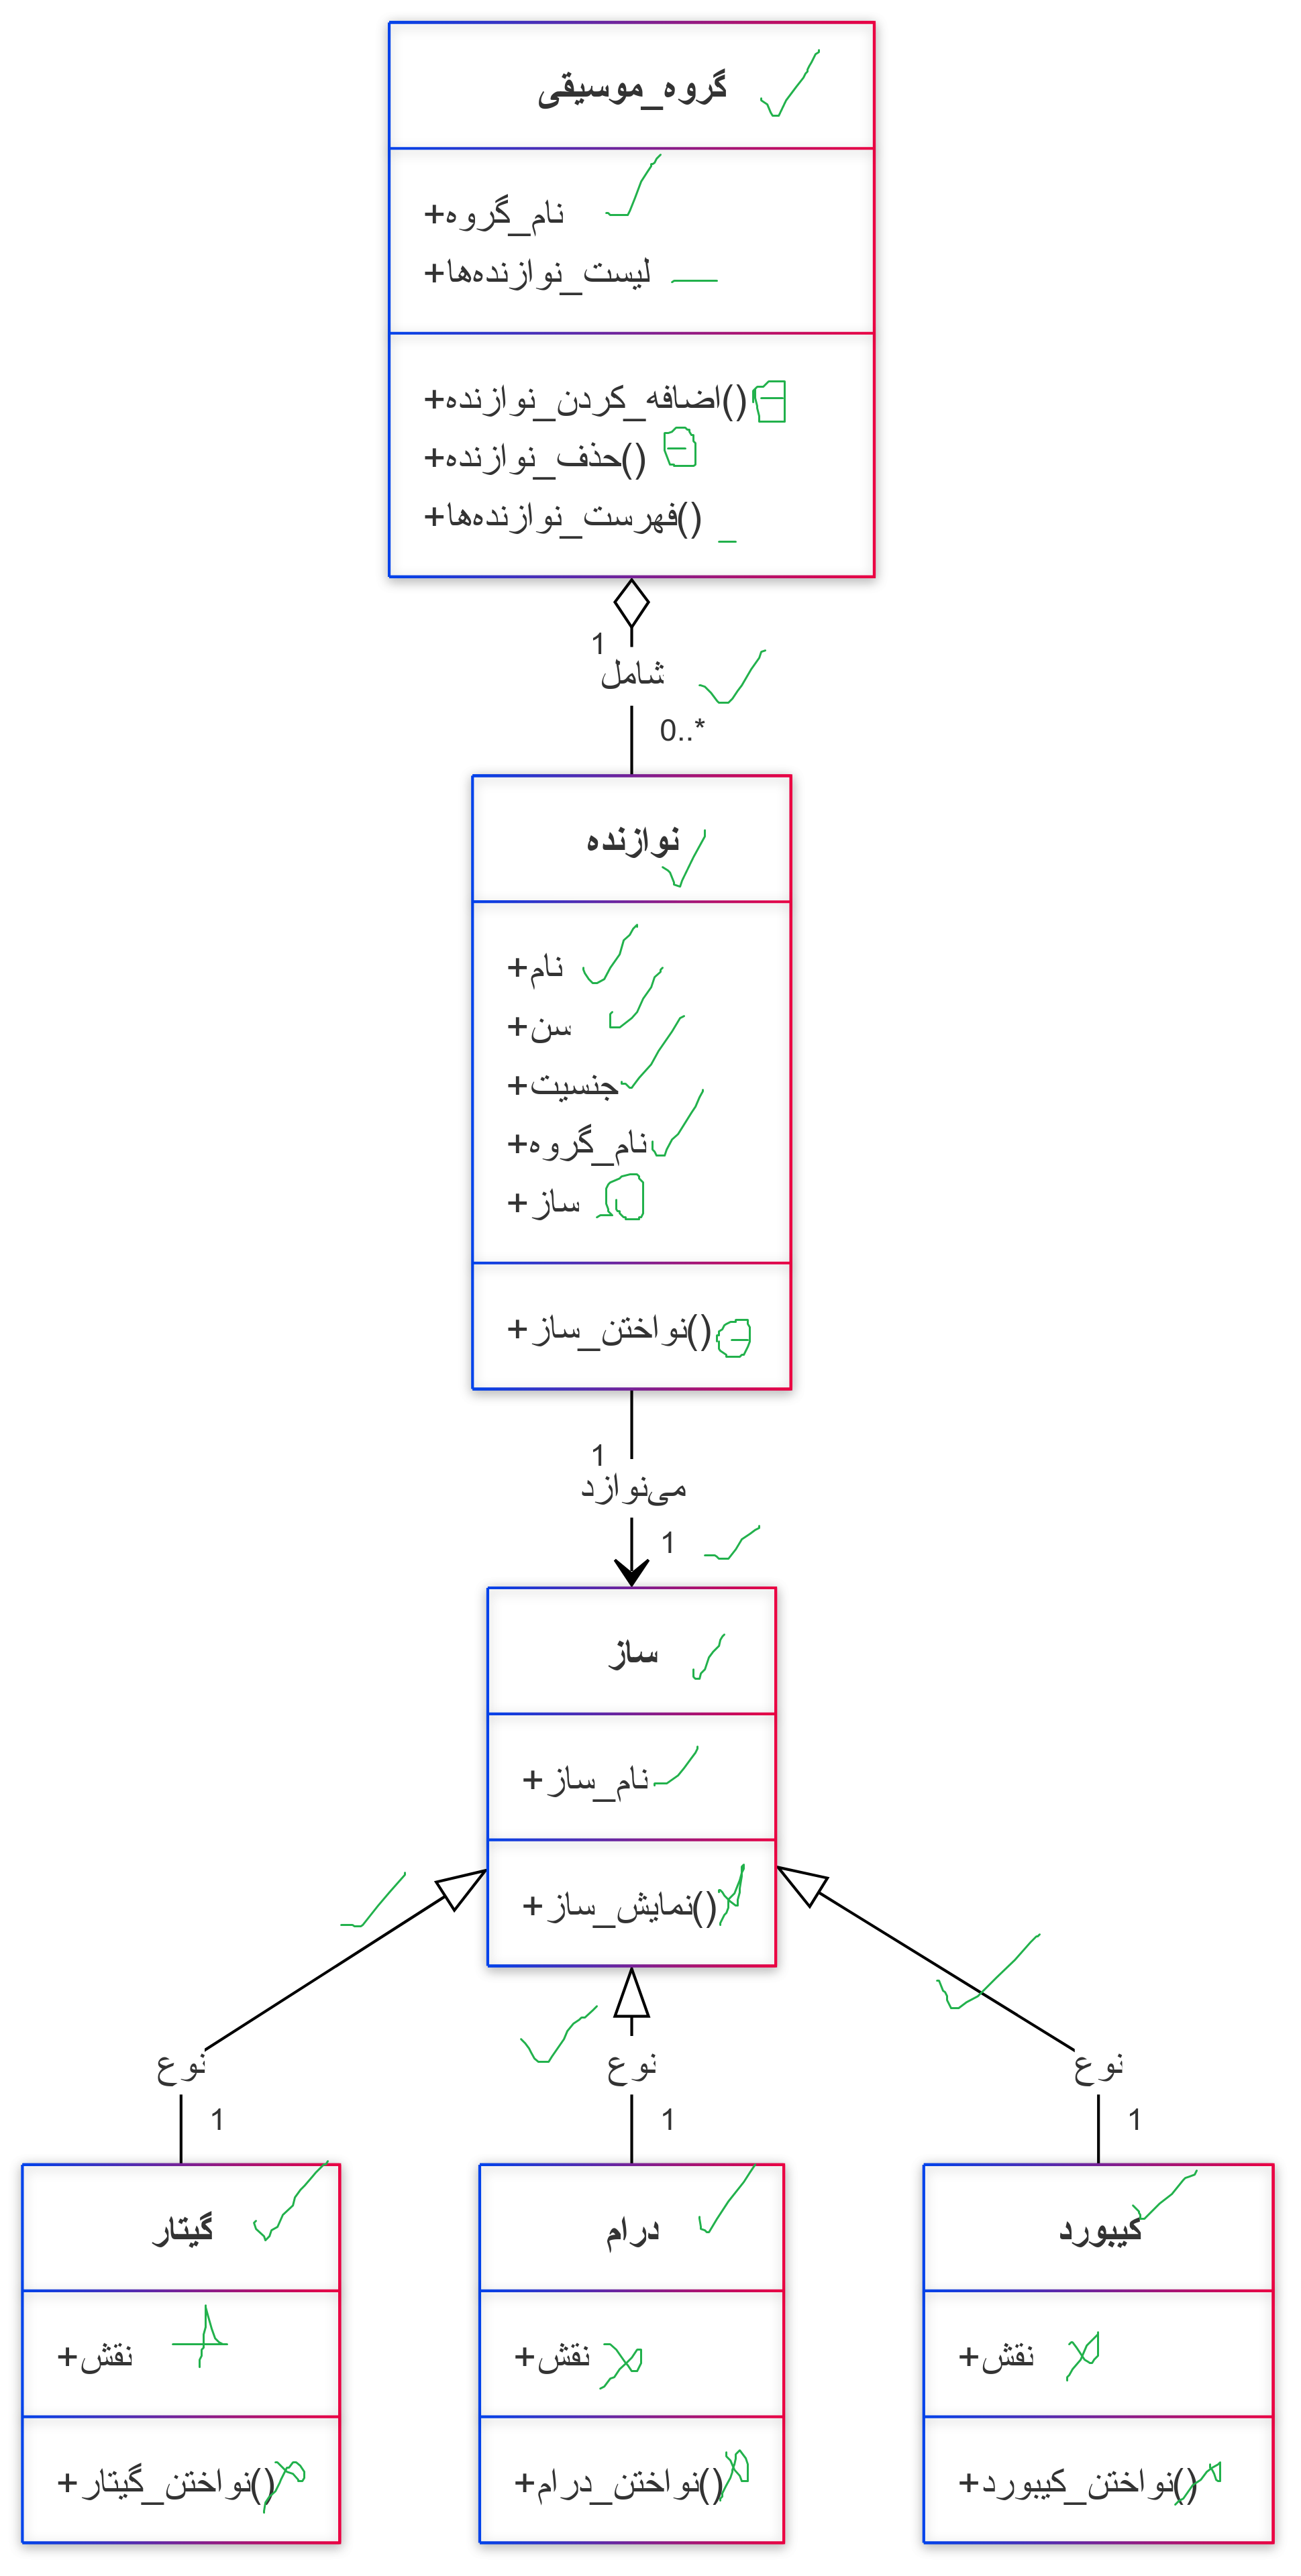 گروه_موسیقی
+نام_گروه
+لیست_نوازنده‌ها
+اضافه_کردن_نوازنده()
+حذف_نوازنده()
+فهرست_نوازنده‌ها()
1
شامل
0..*
نوازنده
+نام
+سن
+جنسیت
+نام_گروه
+ساز
+نواختن_ساز()
1
می‌نوازد
1
ساز
+نام_ساز
+نمایش_ساز()
نوع
نوع
نوع
1
1
1
گیتار
+نقش
+نواختن_گیتار()
درام
+نقش
+نواختن_درام()
کیبورد
+نقش
+نواختن_کیبورد()